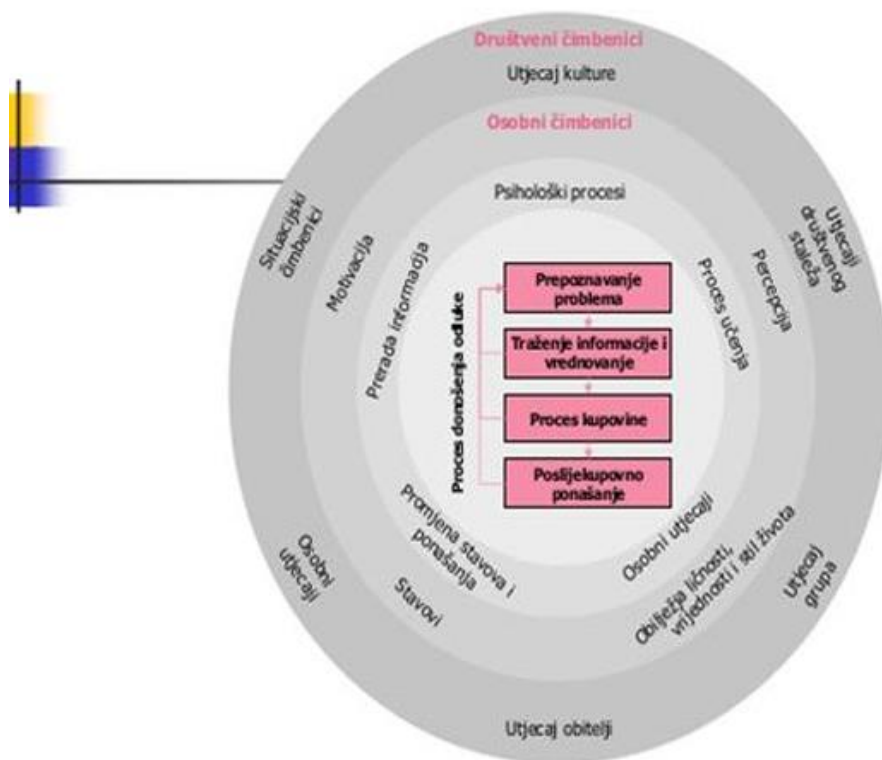 Društveni čimbenici
Utjecaj kulture
Osobni čimbenici
Psihološki procesi
Situacijski
čimbenici
Motivacija
Prerada informacija
Proces učenja
Percepcija
Utjecaji
društvenog
staleža
Proces donošenja odluke
Prepoznavanje
problema
Traženje informacije i
vrednovanje
Proces kupovine
Poslijekupovno
ponašanje
Promjena stavova i
ponašanja
Osobni utjecaji
Stavovi
Obilježja ličnosti,
vrijednosti i stil života
Osobni
utjecaji
Utjecaj
grupa
Utjecaj obitelji